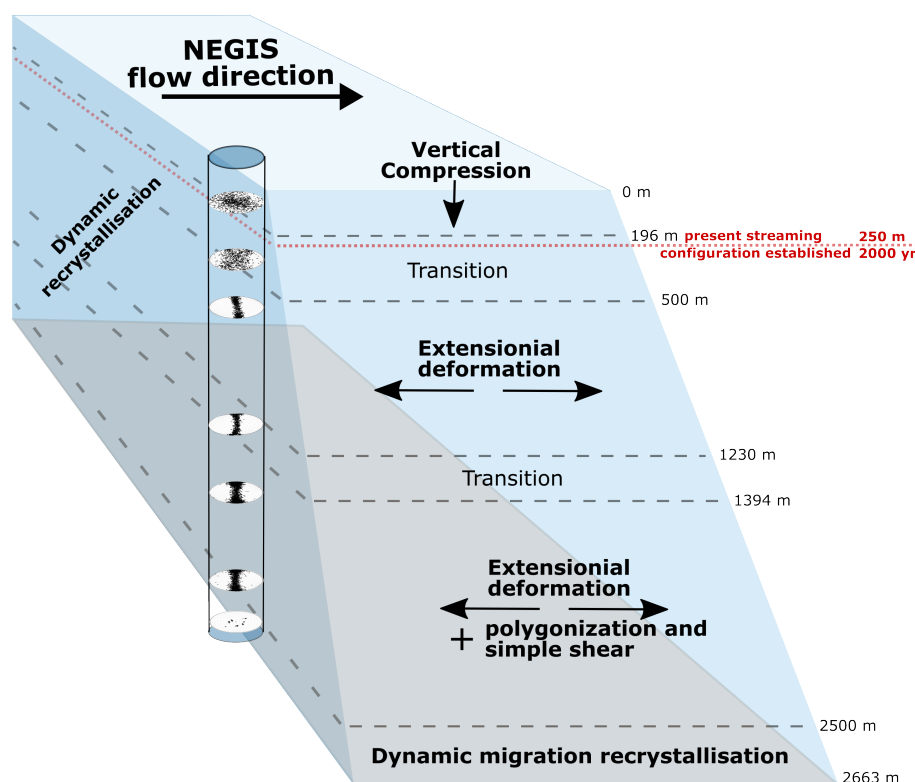 NEGIS
flow direction
Vertical
Compression
Dynamic
recrystallisation
0 m
196 m present streaming 250 m
configuration established 2000 yr
Transition
500 m
Extensionial
deformation
1230 m
Transition
1394 m
Extensionial
deformation
+ polygonization and
simple shear
2500 m
Dynamic migration recrystallisation
2663 m